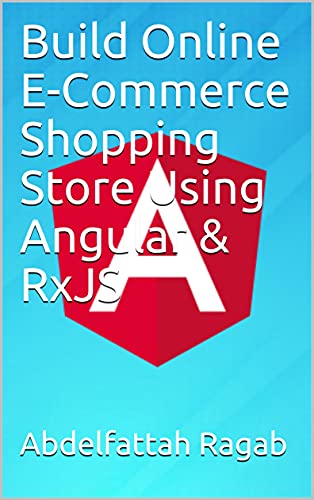 Build Online
E-Commerce
Shopping
Store Using
Angular &
RxJS
A
Abdelfattah Ragab